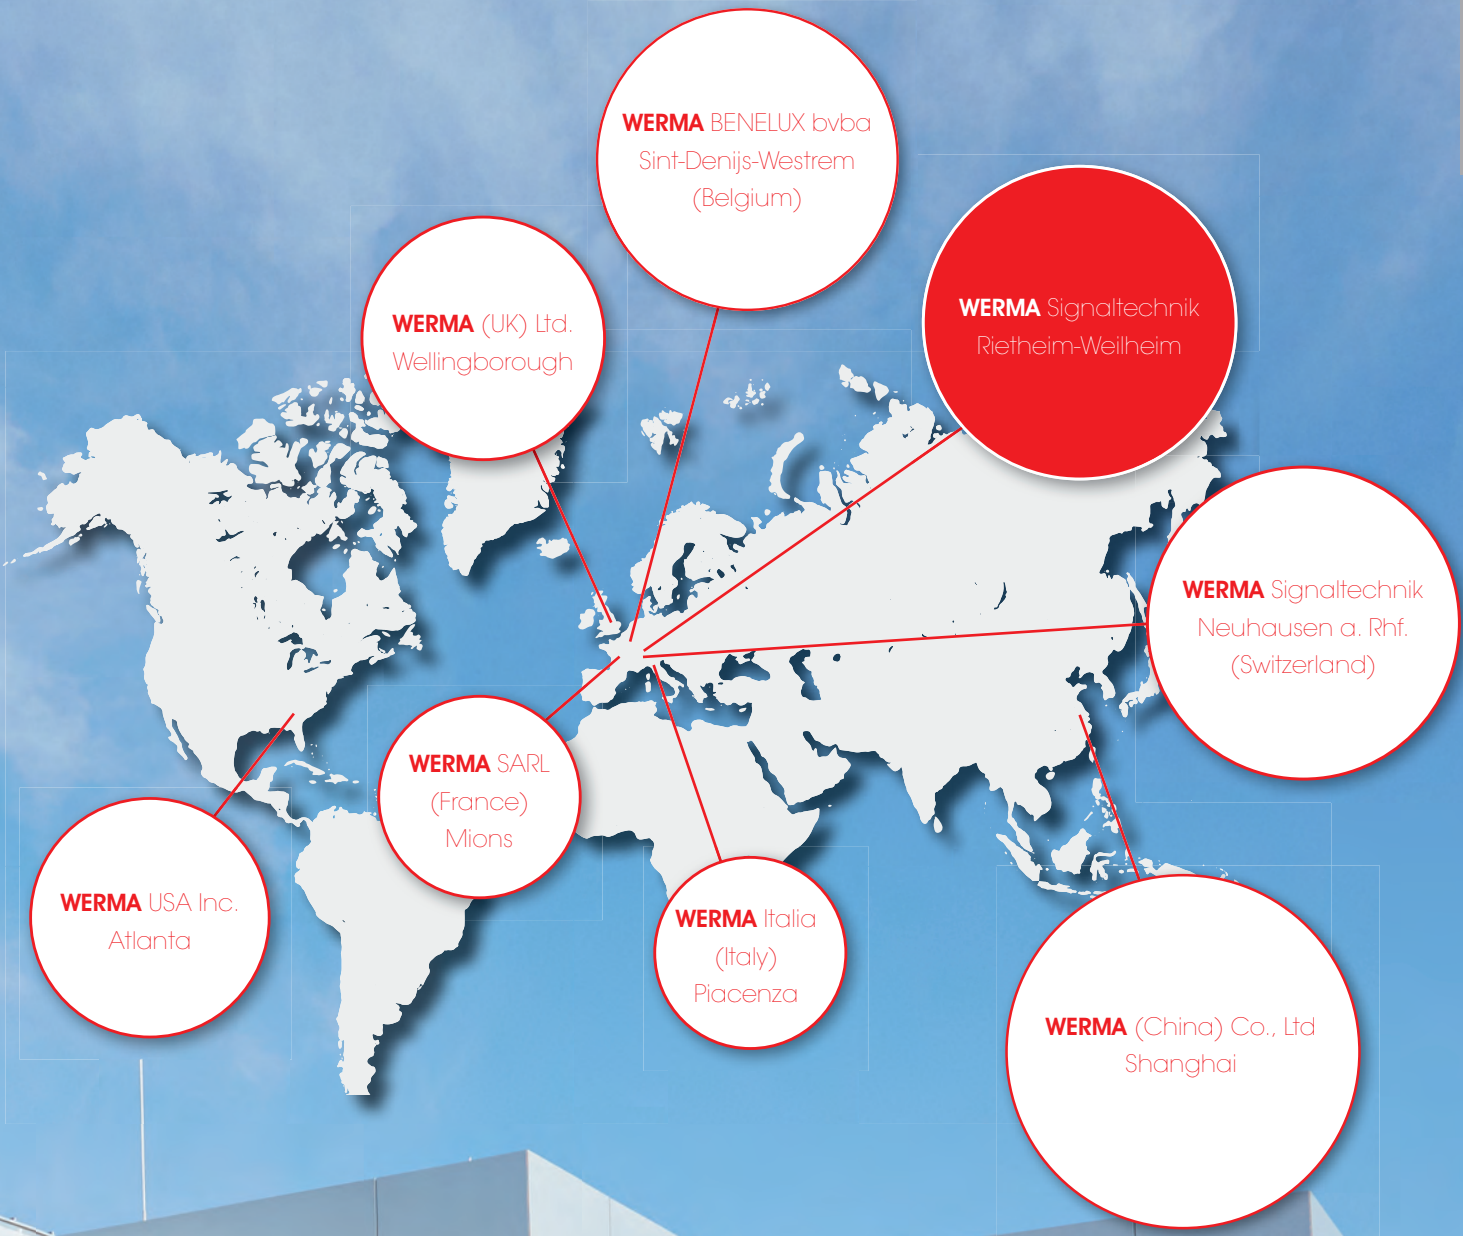 WERMA BENELUX bvba
Sint-Denijs-Westrem
(Belgium)
WERMA Signaltechnik
Rietheim-Weilheim
WERMA (UK) Ltd.
Wellingborough
WERMA Signaltechnik
Neuhausen a. Rhf.
(Switzerland)
WERMA SARL
(France)
Mions
WERMA USA Inc.
Atlanta
WERMA Italia
(Italy)
Piacenza
WERMA (China) Co., Ltd
Shanghai